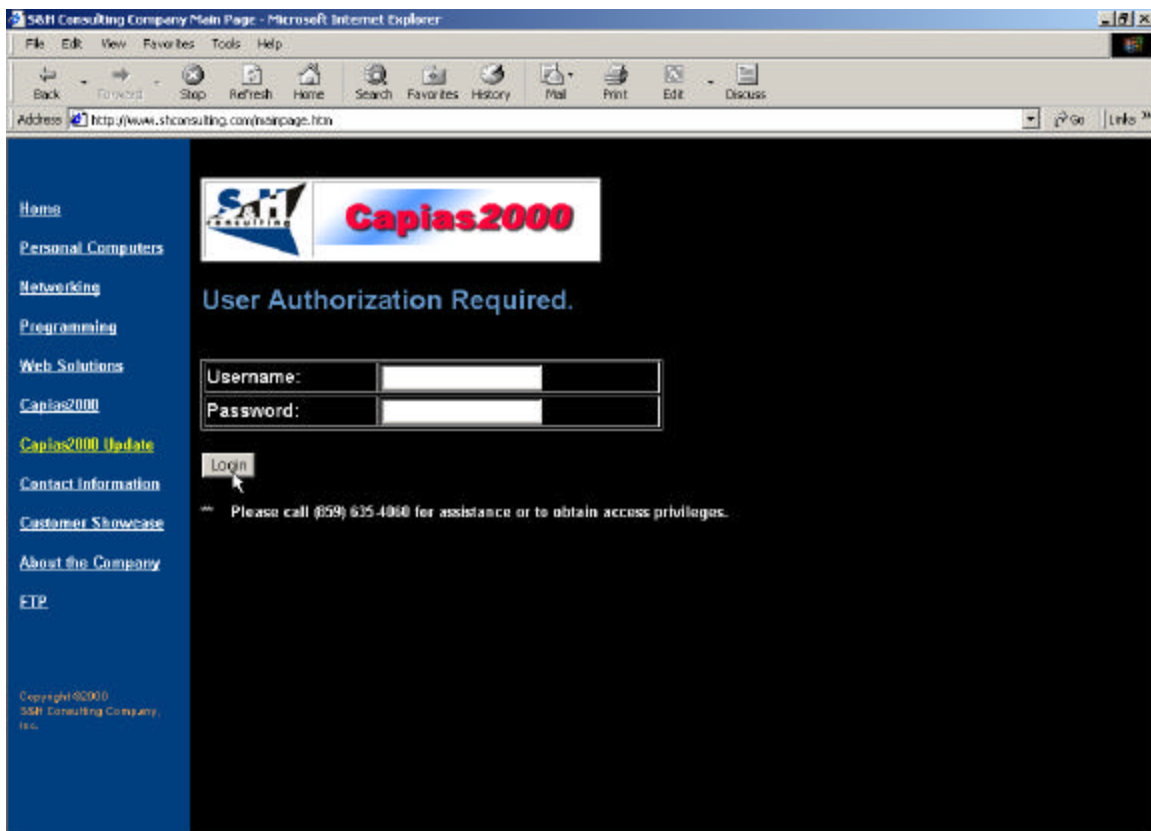 S&H Consulting Company Main Page - Microsoft Internet Explorer
File Edit View Favorites Tools Help
Back Forward Stop Refresh Home Search Favorites History Mail Print Edit Discuss
Address http://www.shconsulting.com/mainpage.htm Go Links »
Home
Personal Computers
Networking
Programming
Web Solutions
Capias2000
Capias2000 Update
Contact Information
Customer Showcase
About the Company
FTP
Copyright ©2000
S&H Consulting Company,
Inc.
S&H
consulting
Capias2000
User Authorization Required.
Username:
Password:
Login
Please call (859) 635-4060 for assistance or to obtain access privileges.